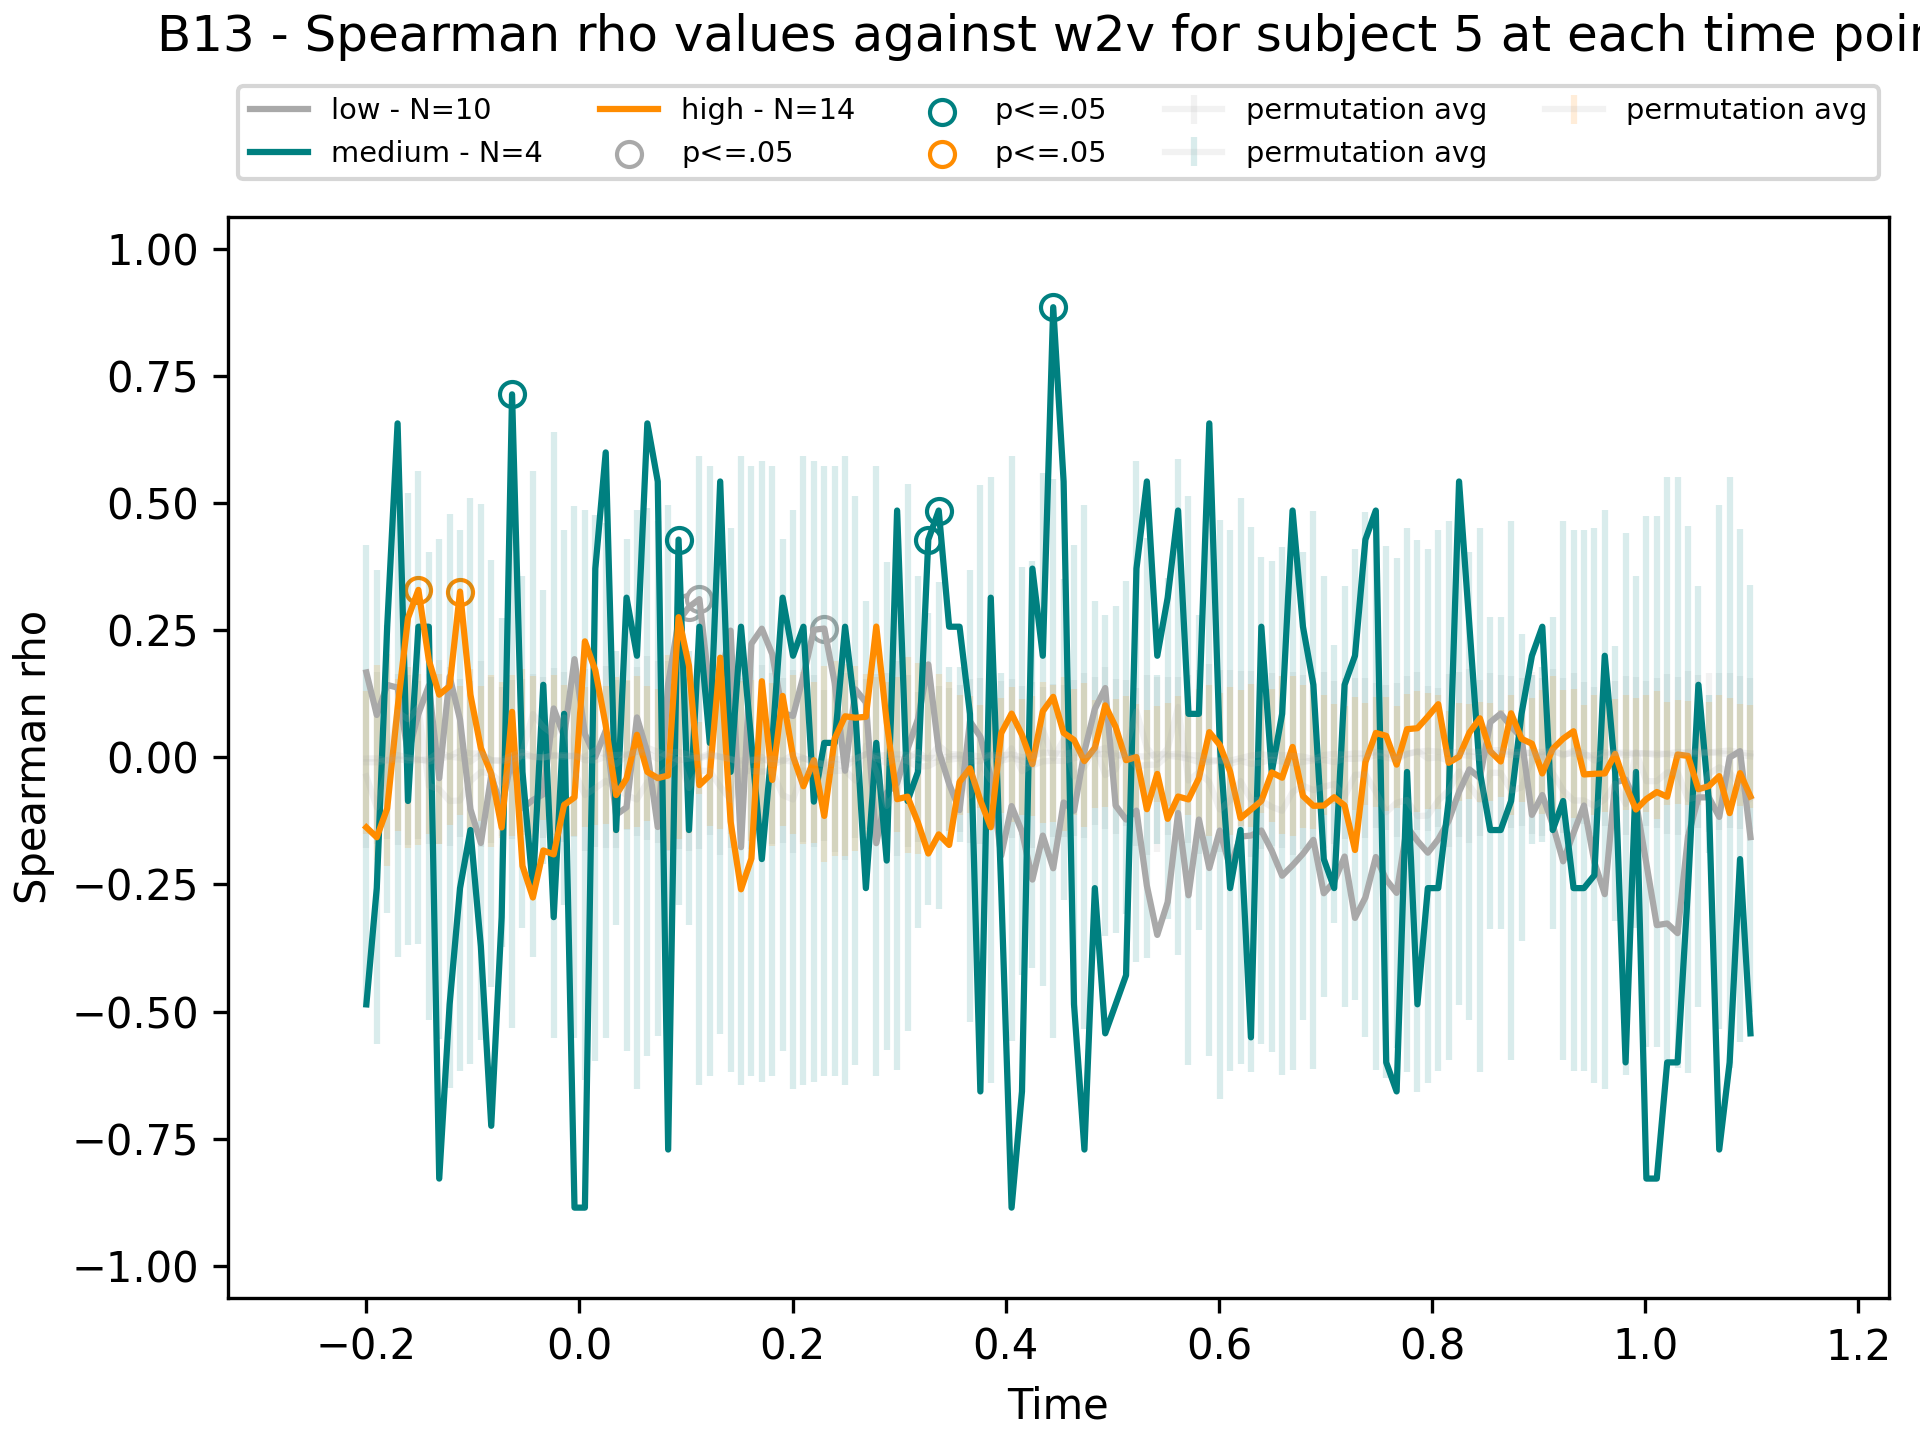 B13 - Spearman rho values against w2v for subject 5 at each time poin
low - N=10
medium - N=4
high - N=14
p<=.05
p<=.05
p<=.05
permutation avg
permutation avg
permutation avg
1.00
0.75
0.50
0.25
0.00
−0.25
−0.50
−0.75
−1.00
Spearman rho
−0.2
0.0
0.2
0.4
0.6
0.8
1.0
1.2
Time